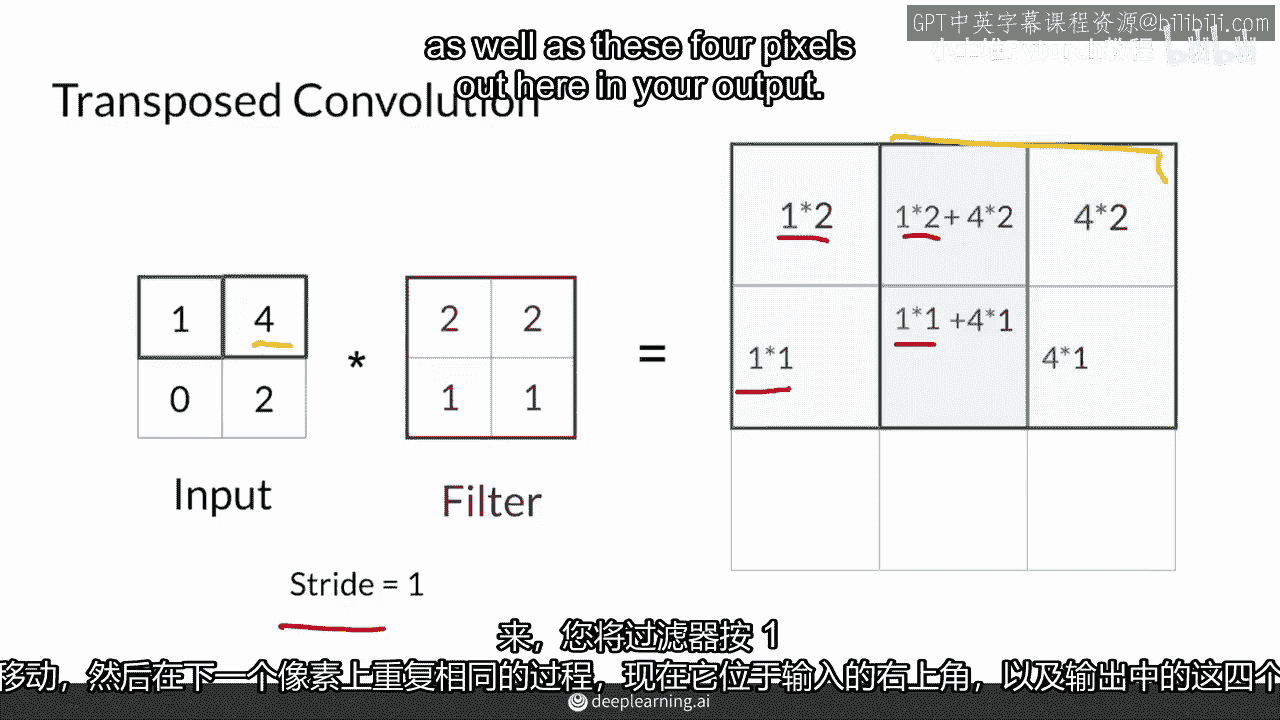 GPT中英字幕课程资源@bilibili.com
as well as these four pixels
out here in your output.
Transposed Convolution
1*2
1*2+ 4*2
4*2
1*1
1*1 +4*1
4*1
1 4
0 2
*
2 2
1 1
=
Input
Filter
Stride = 1
来，您将过滤器按 1
移动，然后在下一个像素上重复相同的过程，现在它位于输入的右上角，以及输出中的这四个
deeplearning.ai